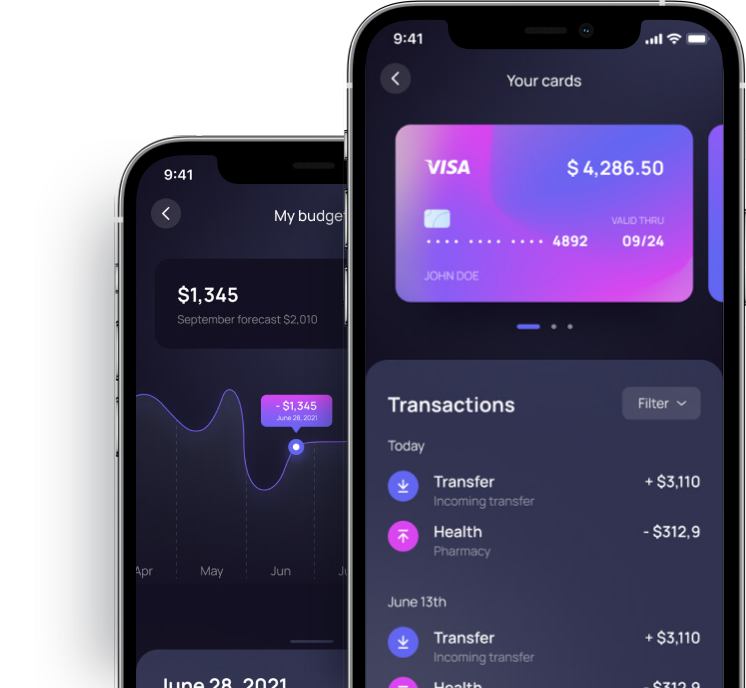 9:41
My budge
$1,345
September forecast $2,010
- $1,345
June 28, 2021
Apr May Jun
June 28, 2021
9:41
Your cards
VISA $ 4,286.50
VALID THRU
•••• •••• •••• 4892 09/24
JOHN DOE
Transactions Filter
Today
Transfer + $3,110
Incoming transfer
Health - $312,9
Pharmacy
June 13th
Transfer + $3,110
Incoming transfer
Health - $312,9